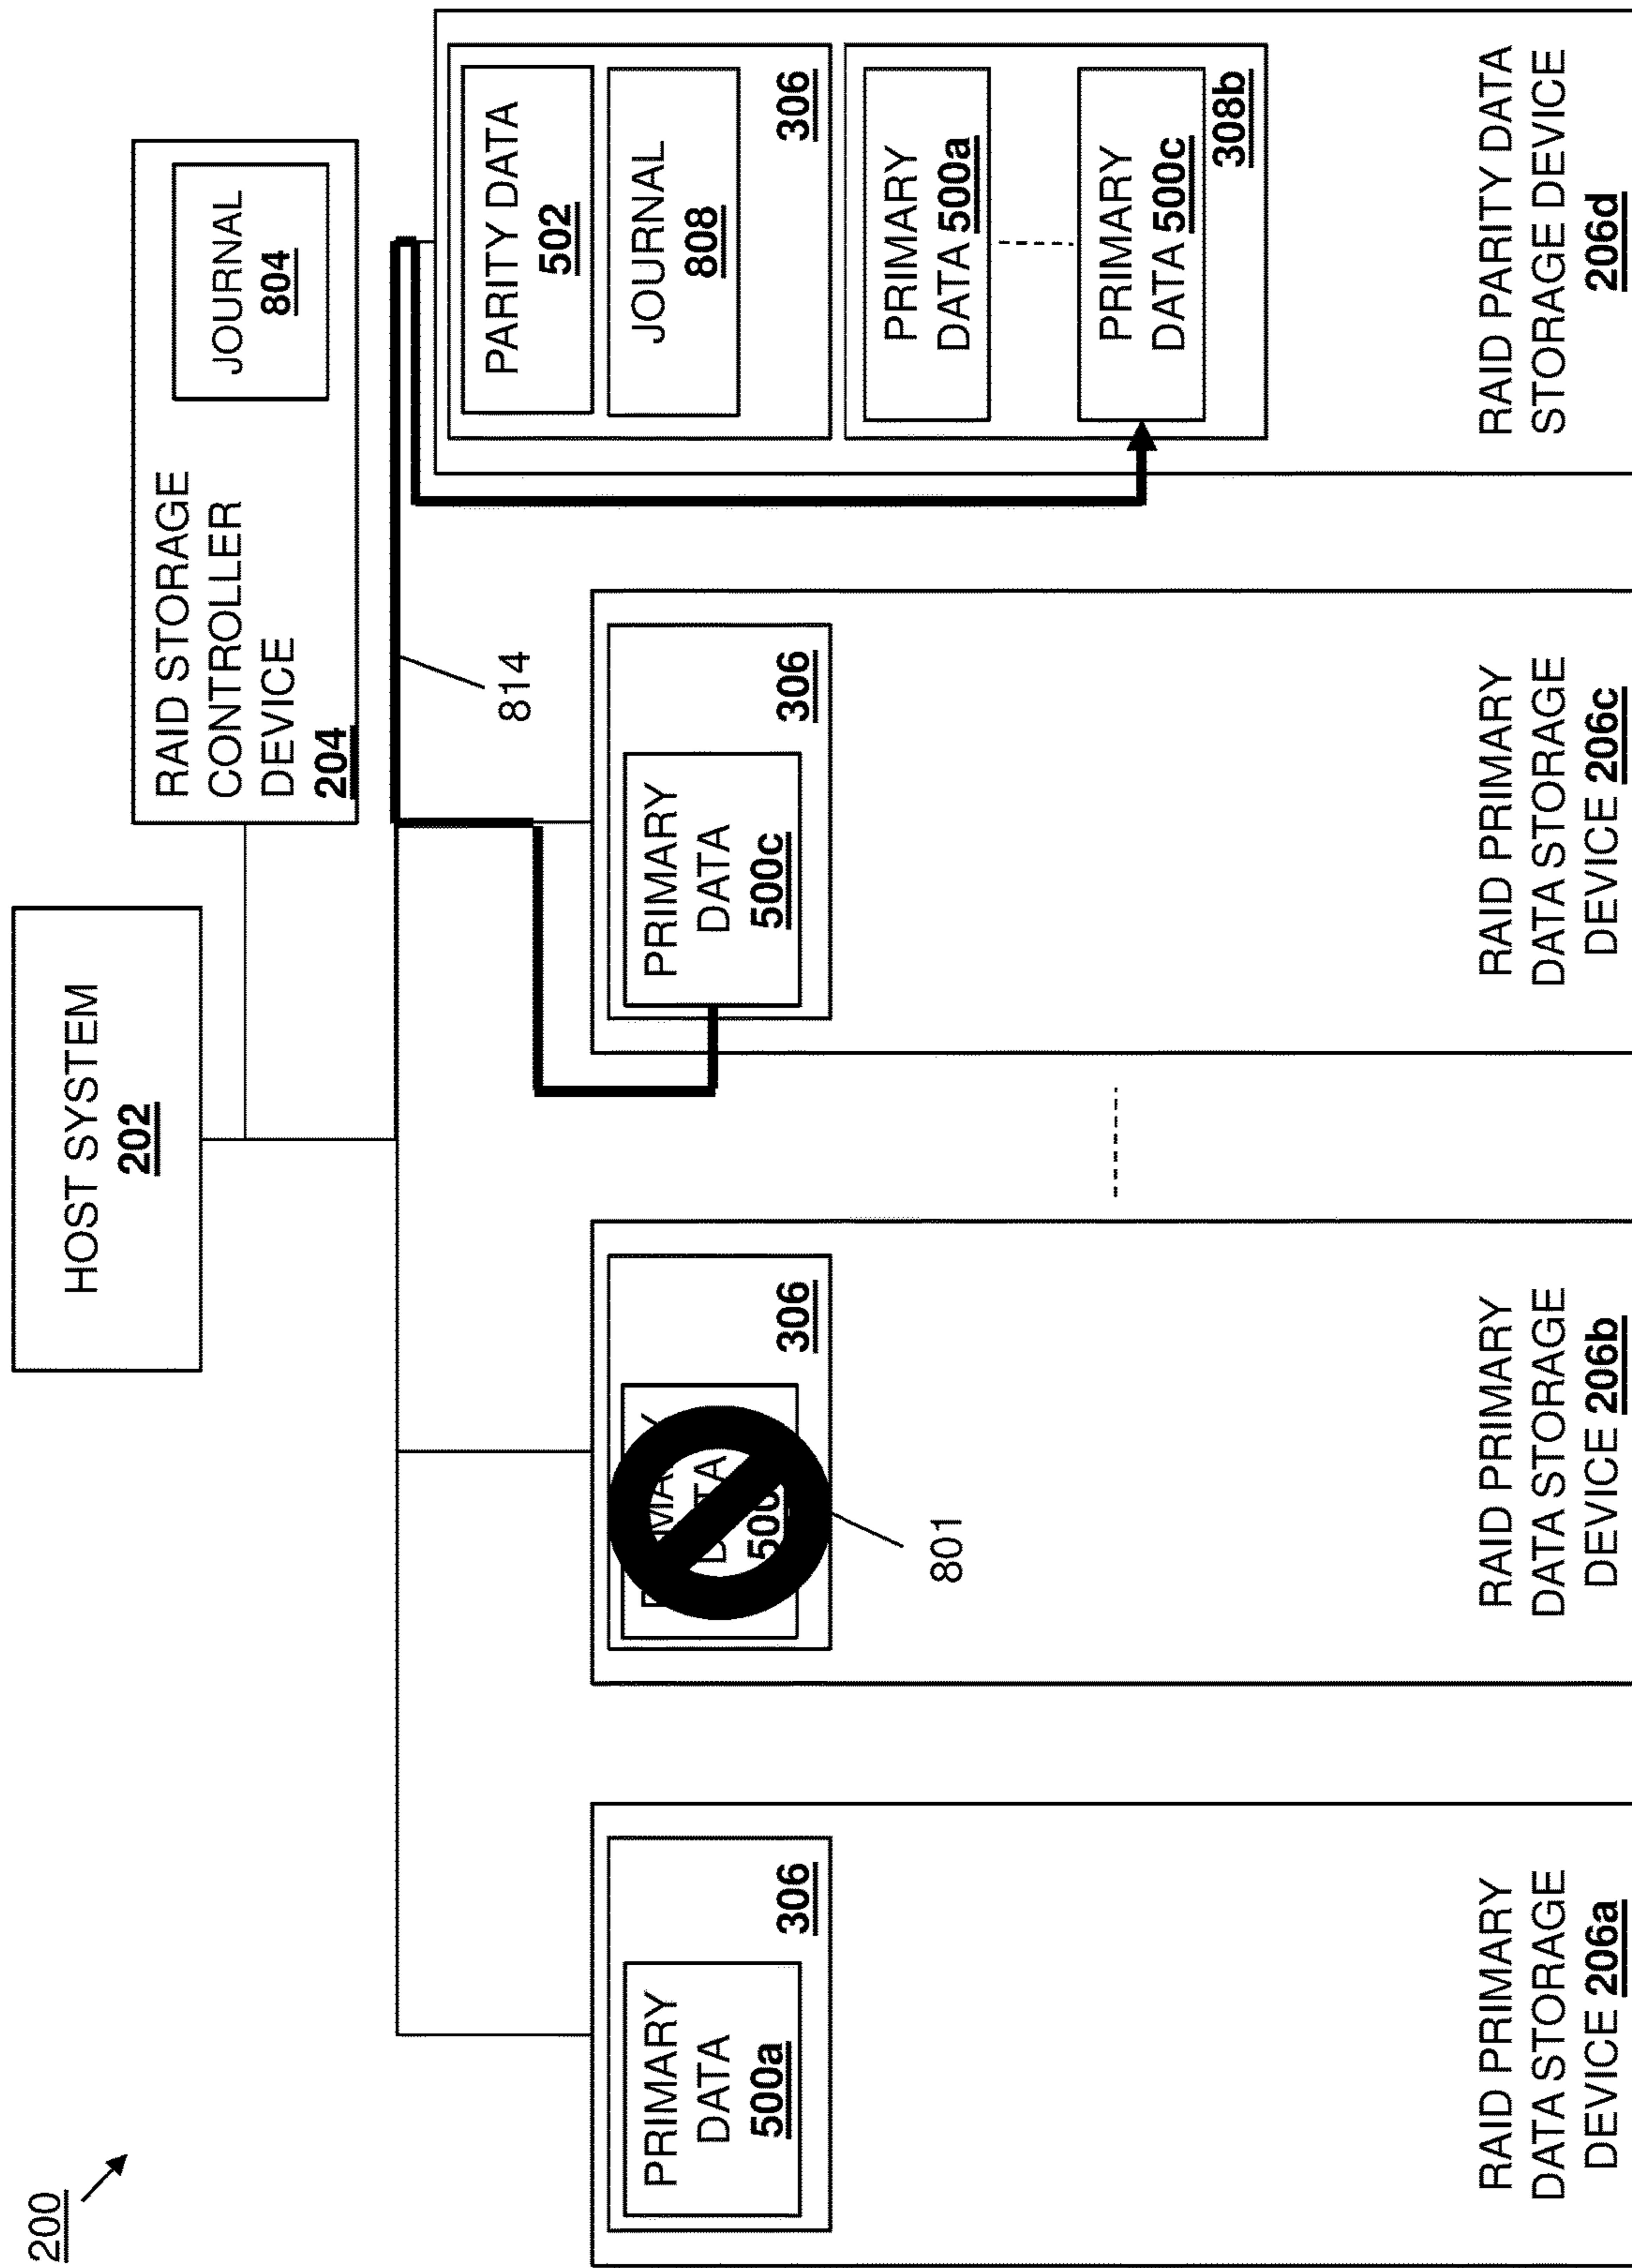 200
HOST SYSTEM
202
RAID STORAGE
CONTROLLER
DEVICE
204
JOURNAL
804
814
PRIMARY
DATA
500a
306
RAID PRIMARY
DATA STORAGE
DEVICE 206a
306
801
RAID PRIMARY
DATA STORAGE
DEVICE 206b
PRIMARY
DATA
500c
306
RAID PRIMARY
DATA STORAGE
DEVICE 206c
PARITY DATA
502
JOURNAL
808
306
PRIMARY
DATA 500a
PRIMARY
DATA 500c
308b
RAID PARITY DATA
STORAGE DEVICE
206d